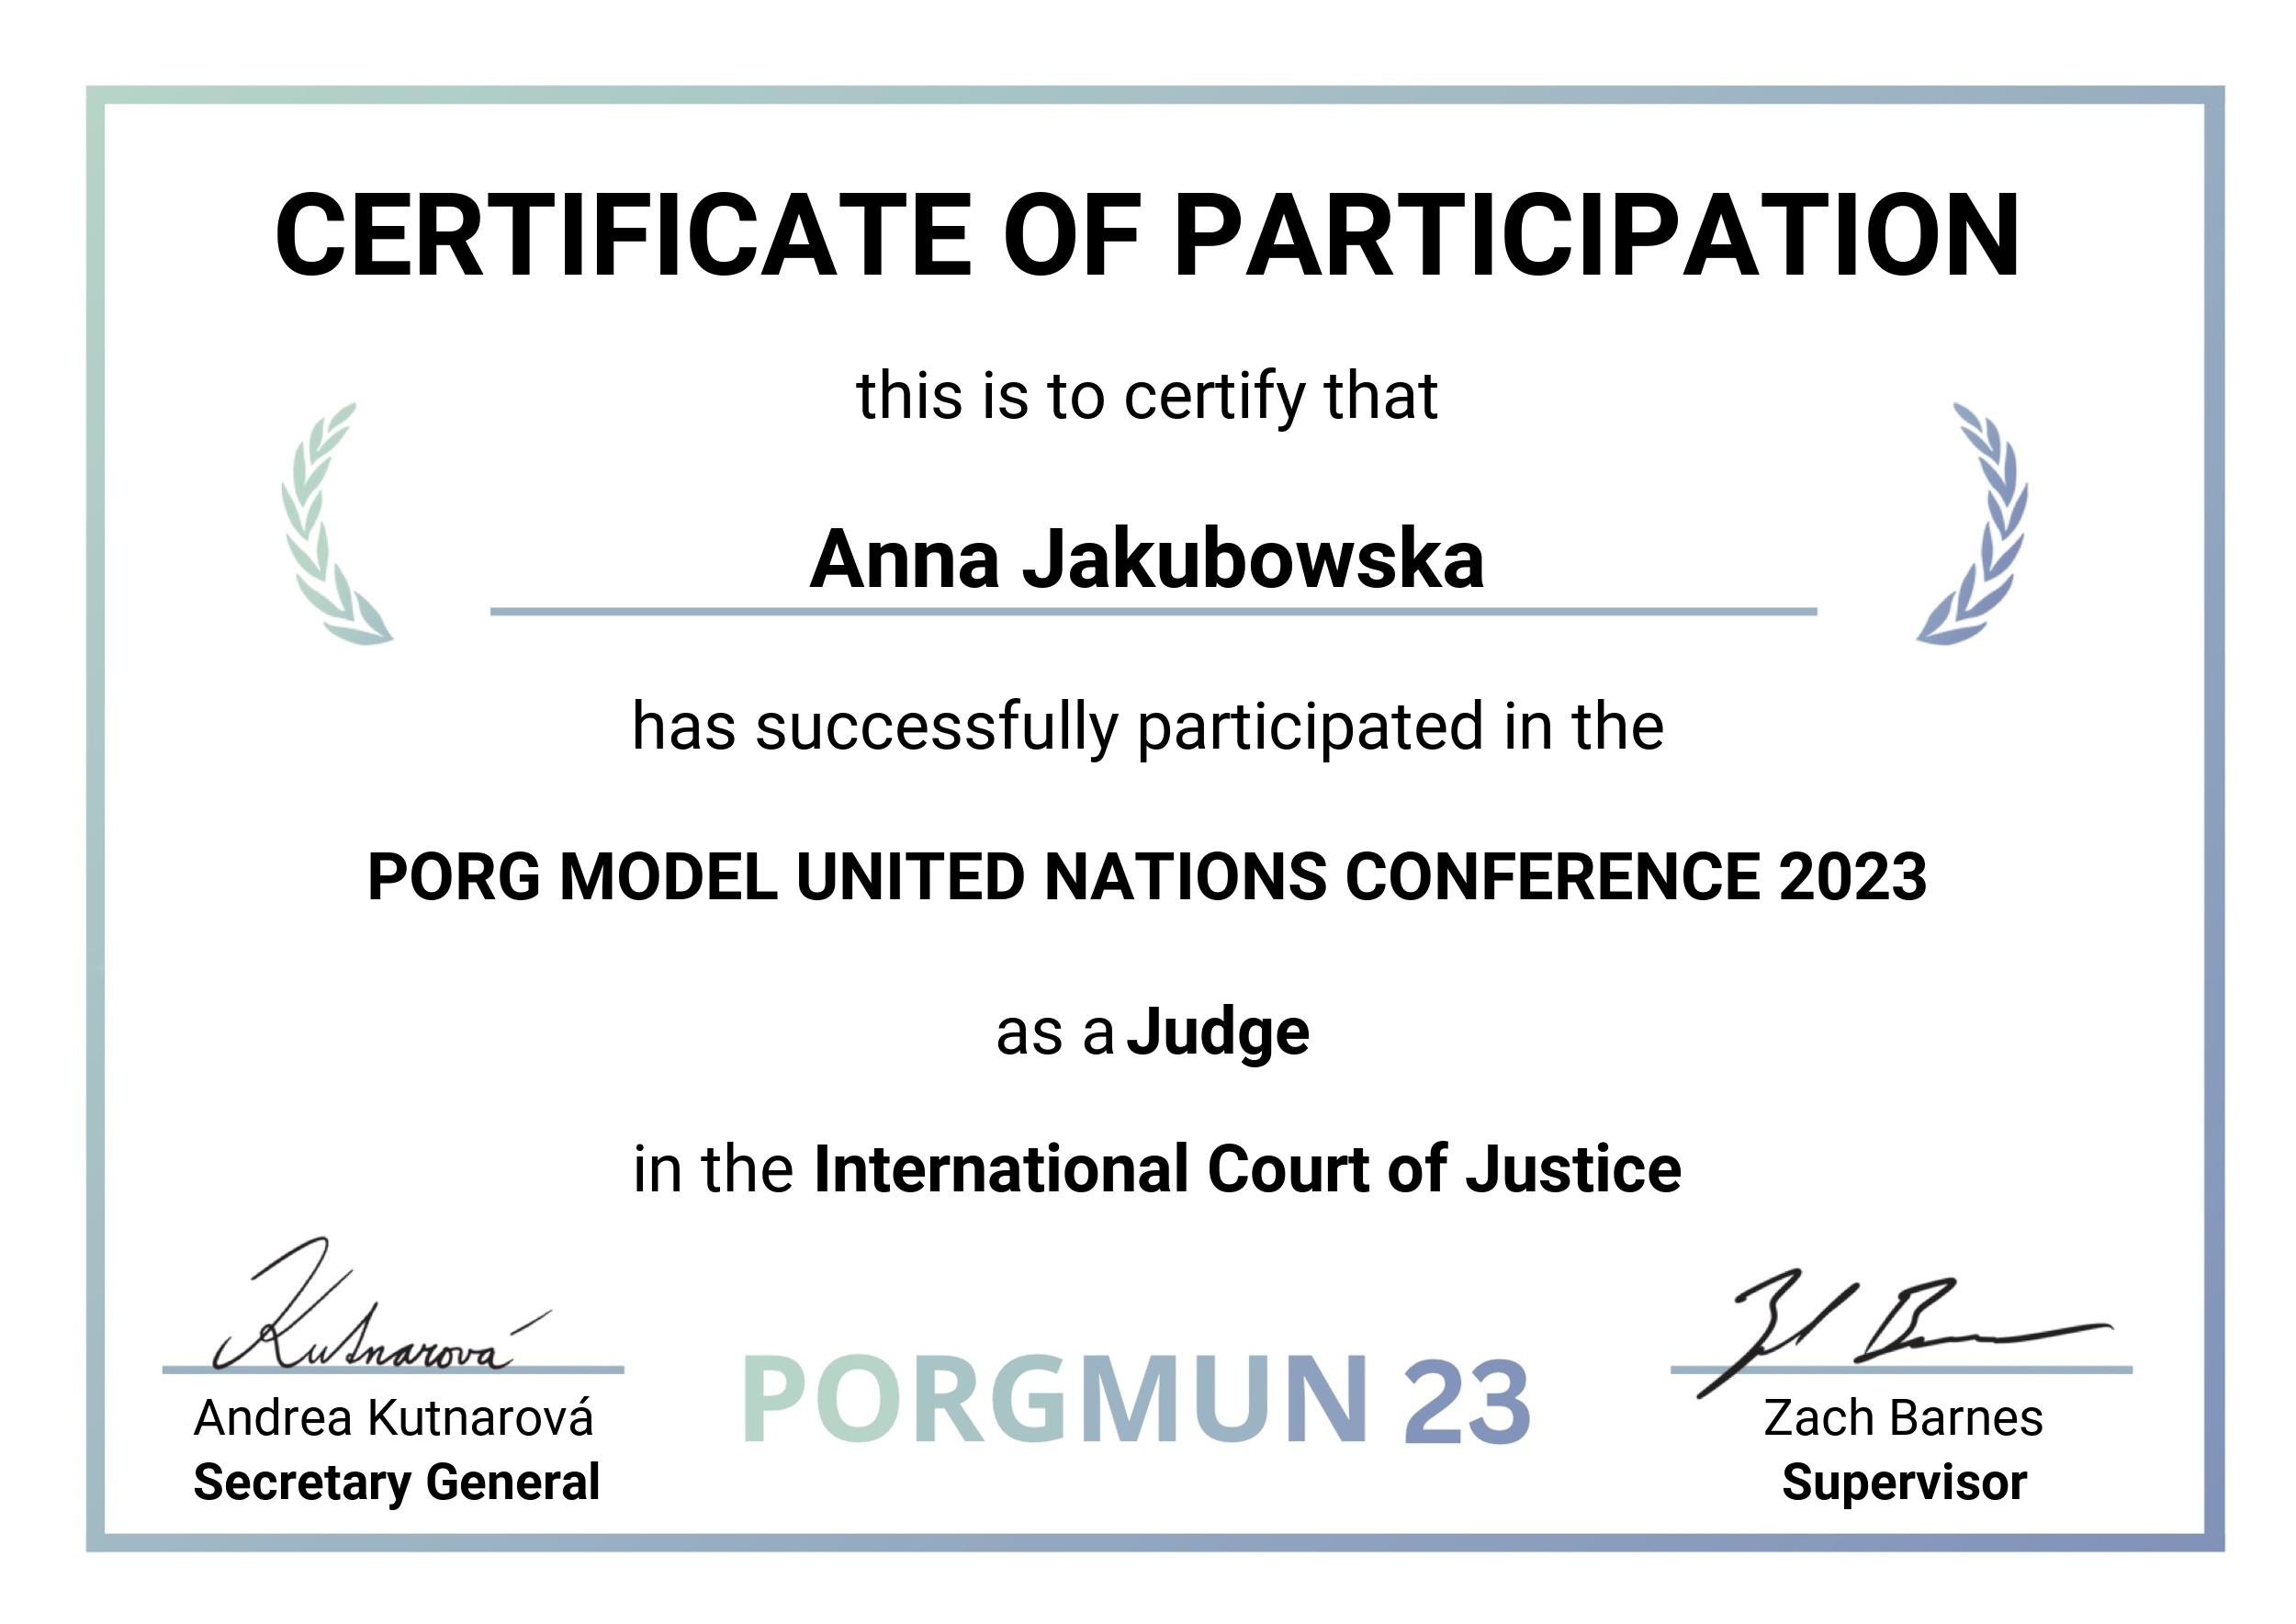 CERTIFICATE OF PARTICIPATION
this is to certify that
Anna Jakubowska
has successfully participated in the
PORG MODEL UNITED NATIONS CONFERENCE 2023
as a Judge
in the International Court of Justice
Kutnarová
Andrea Kutnarová
Secretary General
PORGMUN 23
Zach Barnes
Supervisor